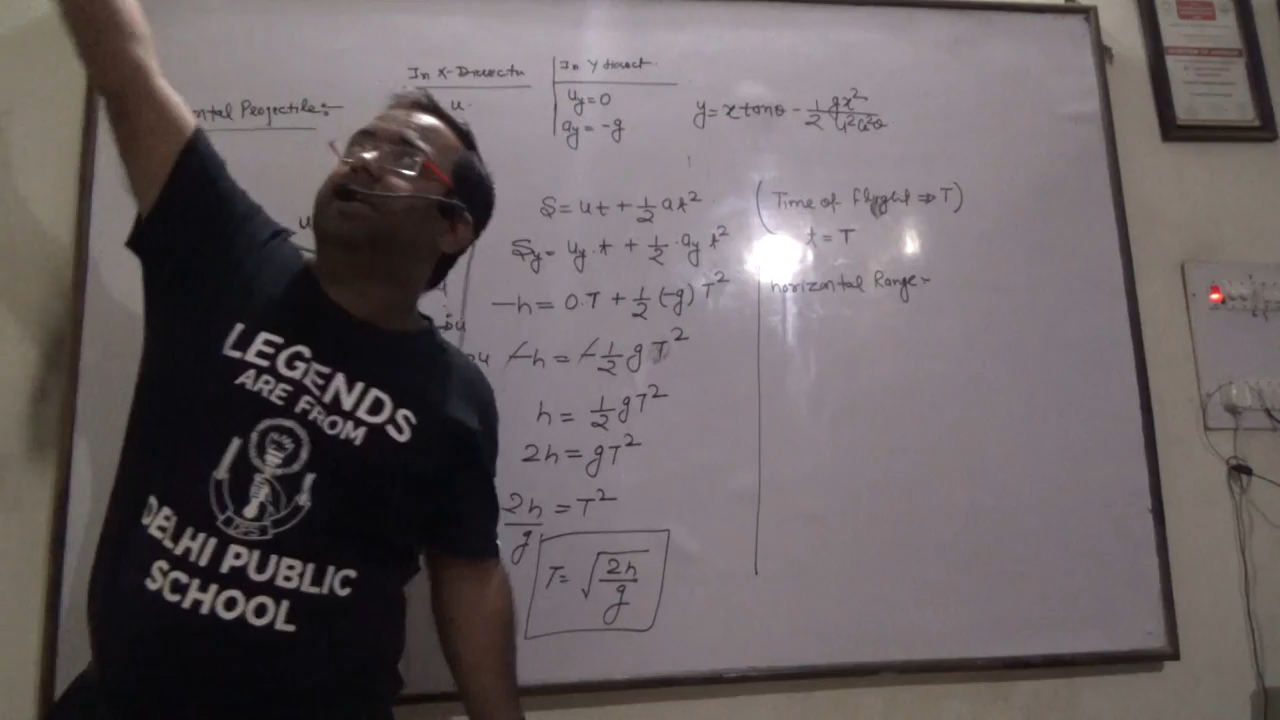 In X-Directn
In Y direct.
ntal Projectile:-
u
uy = 0
ay = -g
y = x tanθ - 1/2 gx²/u²Cos²θ
S = ut + 1/2 at²
Sy = uy·t + 1/2·ay t²
-h = 0·T + 1/2 (-g) T²
-h = -1/2 g T²
h = 1/2 gT²
2h = gT²
2h/g = T²
T = √(2h/g)
(Time of flight ⇒ T)
t = T
horizontal Range:-
u
LEGENDS
ARE FROM
DELHI PUBLIC
SCHOOL